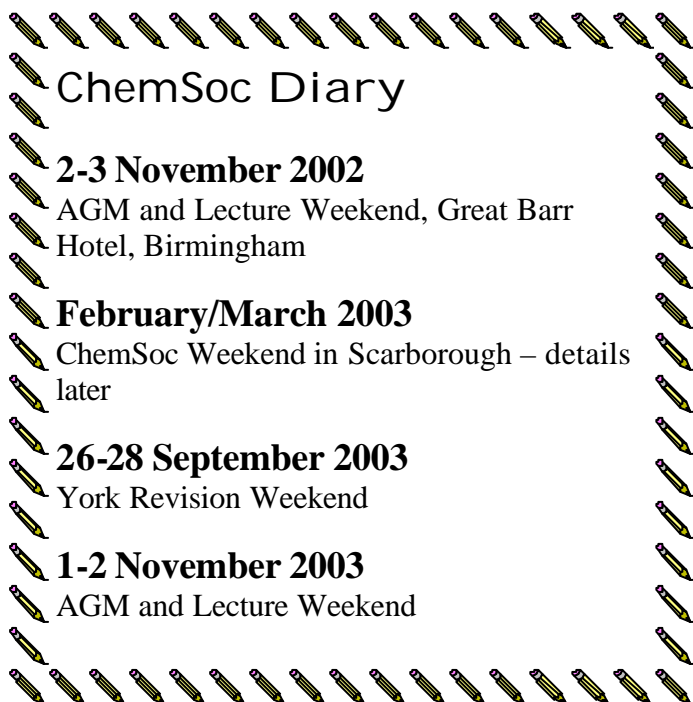 ChemSoc Diary
2-3 November 2002
AGM and Lecture Weekend, Great Barr
Hotel, Birmingham
February/March 2003
ChemSoc Weekend in Scarborough – details
later
26-28 September 2003
York Revision Weekend
1-2 November 2003
AGM and Lecture Weekend